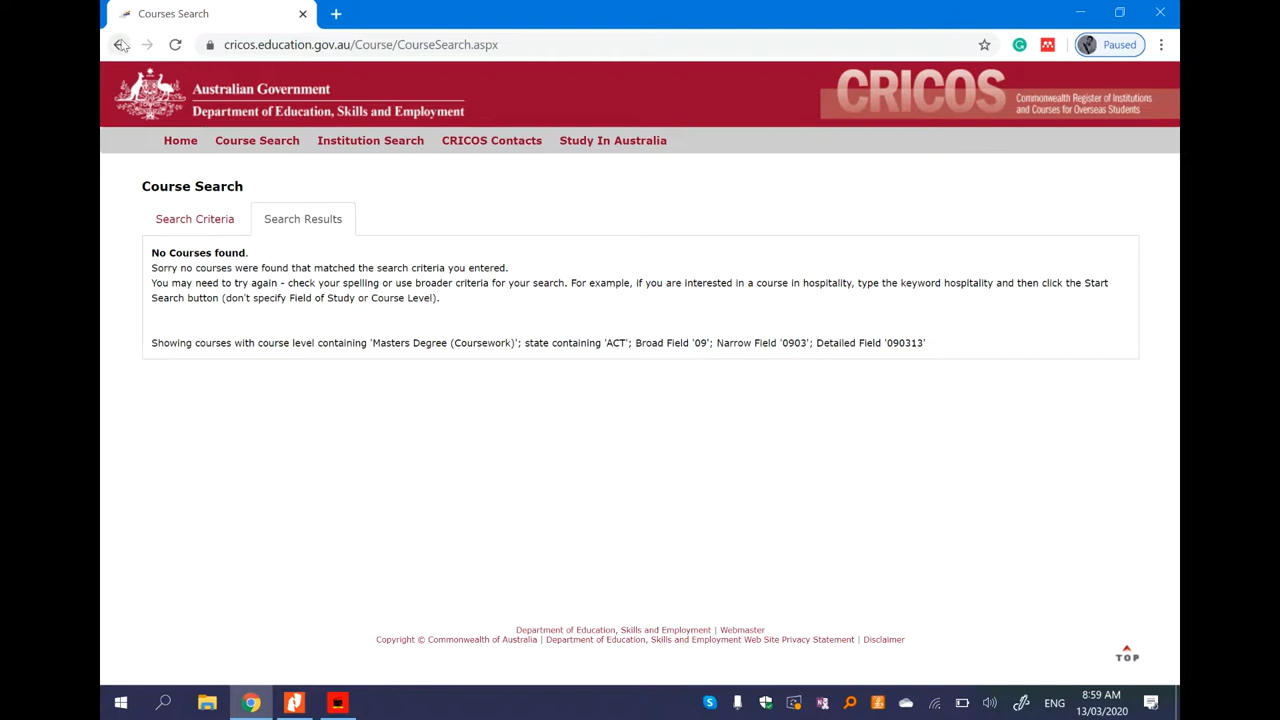 Courses Search
cricos.education.gov.au/Course/CourseSearch.aspx
Paused
Australian Government
Department of Education, Skills and Employment
CRICOS
Commonwealth Register of Institutions
and Courses for Overseas Students
Home Course Search Institution Search CRICOS Contacts Study In Australia
Course Search
Search Criteria Search Results
No Courses found.
Sorry no courses were found that matched the search criteria you entered.
You may need to try again - check your spelling or use broader criteria for your search. For example, if you are interested in a course in hospitality, type the keyword hospitality and then click the Start
Search button (don't specify Field of Study or Course Level).
Showing courses with course level containing 'Masters Degree (Coursework)'; state containing 'ACT'; Broad Field '09'; Narrow Field '0903'; Detailed Field '090313'
Department of Education, Skills and Employment | Webmaster
Copyright © Commonwealth of Australia | Department of Education, Skills and Employment Web Site Privacy Statement | Disclaimer
TOP
ENG
8:59 AM
13/03/2020